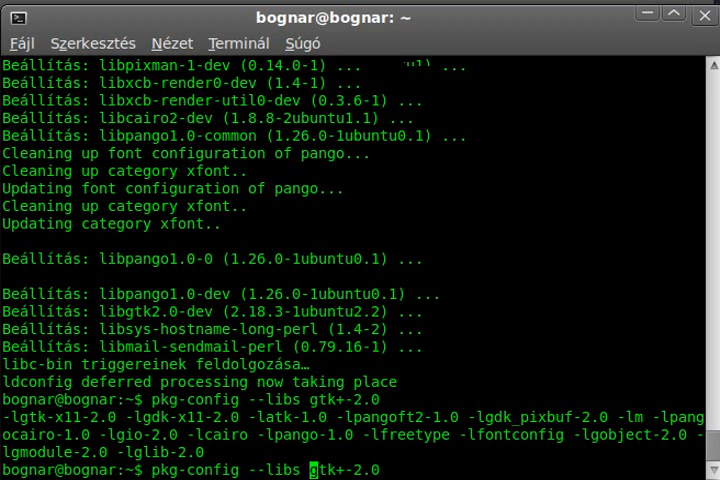 bognar@bognar: ~
Fájl Szerkesztés Nézet Terminál Súgó
Beállítás: libpixman-1-dev (0.14.0-1) ...
Beállítás: libxcb-render0-dev (1.4-1) ...
Beállítás: libxcb-render-util0-dev (0.3.6-1) ...
Beállítás: libcairo2-dev (1.8.8-2ubuntu1.1) ...
Beállítás: libpango1.0-common (1.26.0-1ubuntu0.1) ...
Cleaning up font configuration of pango...
Cleaning up category xfont..
Updating font configuration of pango...
Cleaning up category xfont..
Updating category xfont..
Beállítás: libpango1.0-0 (1.26.0-1ubuntu0.1) ...
Beállítás: libpango1.0-dev (1.26.0-1ubuntu0.1) ...
Beállítás: libgtk2.0-dev (2.18.3-1ubuntu2.2) ...
Beállítás: libsys-hostname-long-perl (1.4-2) ...
Beállítás: libmail-sendmail-perl (0.79.16-1) ...
libc-bin triggereinek feldolgozása…
ldconfig deferred processing now taking place
bognar@bognar:~$ pkg-config --libs gtk+-2.0
-lgtk-x11-2.0 -lgdk-x11-2.0 -latk-1.0 -lpangoft2-1.0 -lgdk_pixbuf-2.0 -lm -lpang
ocairo-1.0 -lgio-2.0 -lcairo -lpango-1.0 -lfreetype -lfontconfig -lgobject-2.0 -
lgmodule-2.0 -lglib-2.0
bognar@bognar:~$ pkg-config --libs gtk+-2.0